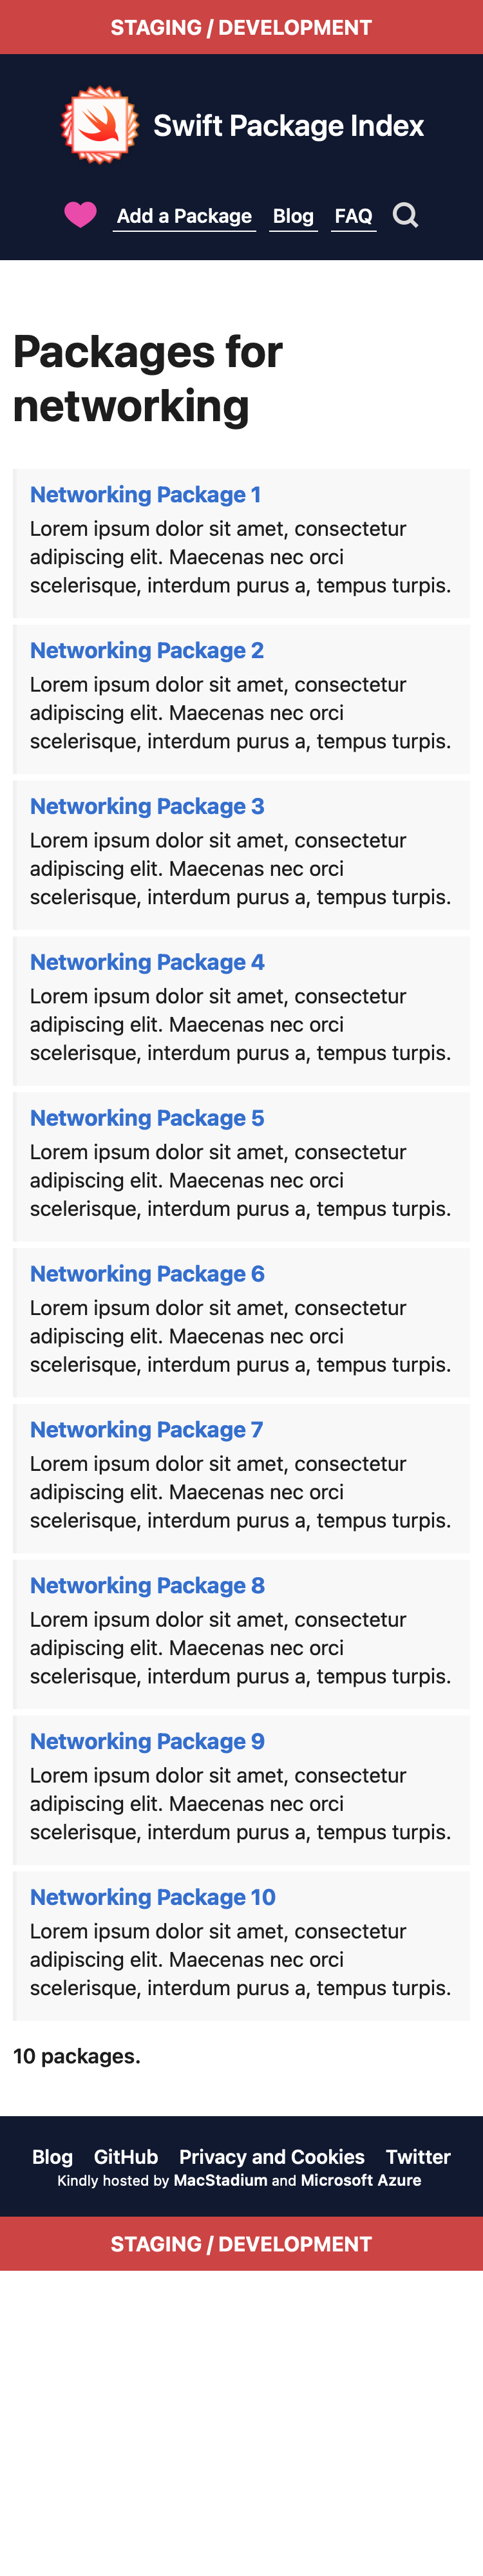 STAGING / DEVELOPMENT
Swift Package Index
Add a Package Blog FAQ
Packages for
networking
Networking Package 1
Lorem ipsum dolor sit amet, consectetur
adipiscing elit. Maecenas nec orci
scelerisque, interdum purus a, tempus turpis.
Networking Package 2
Lorem ipsum dolor sit amet, consectetur
adipiscing elit. Maecenas nec orci
scelerisque, interdum purus a, tempus turpis.
Networking Package 3
Lorem ipsum dolor sit amet, consectetur
adipiscing elit. Maecenas nec orci
scelerisque, interdum purus a, tempus turpis.
Networking Package 4
Lorem ipsum dolor sit amet, consectetur
adipiscing elit. Maecenas nec orci
scelerisque, interdum purus a, tempus turpis.
Networking Package 5
Lorem ipsum dolor sit amet, consectetur
adipiscing elit. Maecenas nec orci
scelerisque, interdum purus a, tempus turpis.
Networking Package 6
Lorem ipsum dolor sit amet, consectetur
adipiscing elit. Maecenas nec orci
scelerisque, interdum purus a, tempus turpis.
Networking Package 7
Lorem ipsum dolor sit amet, consectetur
adipiscing elit. Maecenas nec orci
scelerisque, interdum purus a, tempus turpis.
Networking Package 8
Lorem ipsum dolor sit amet, consectetur
adipiscing elit. Maecenas nec orci
scelerisque, interdum purus a, tempus turpis.
Networking Package 9
Lorem ipsum dolor sit amet, consectetur
adipiscing elit. Maecenas nec orci
scelerisque, interdum purus a, tempus turpis.
Networking Package 10
Lorem ipsum dolor sit amet, consectetur
adipiscing elit. Maecenas nec orci
scelerisque, interdum purus a, tempus turpis.
10 packages.
Blog GitHub Privacy and Cookies Twitter
Kindly hosted by MacStadium and Microsoft Azure
STAGING / DEVELOPMENT